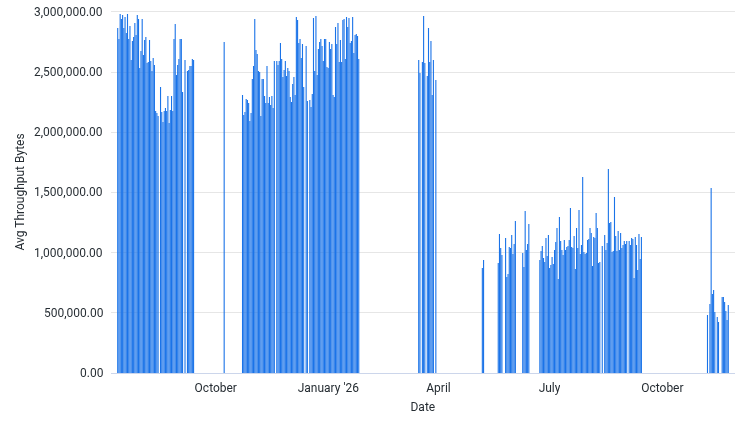 3,000,000.00
2,500,000.00
2,000,000.00
1,500,000.00
1,000,000.00
500,000.00
0.00
Avg Throughput Bytes
October
January '26
April
July
October
Date